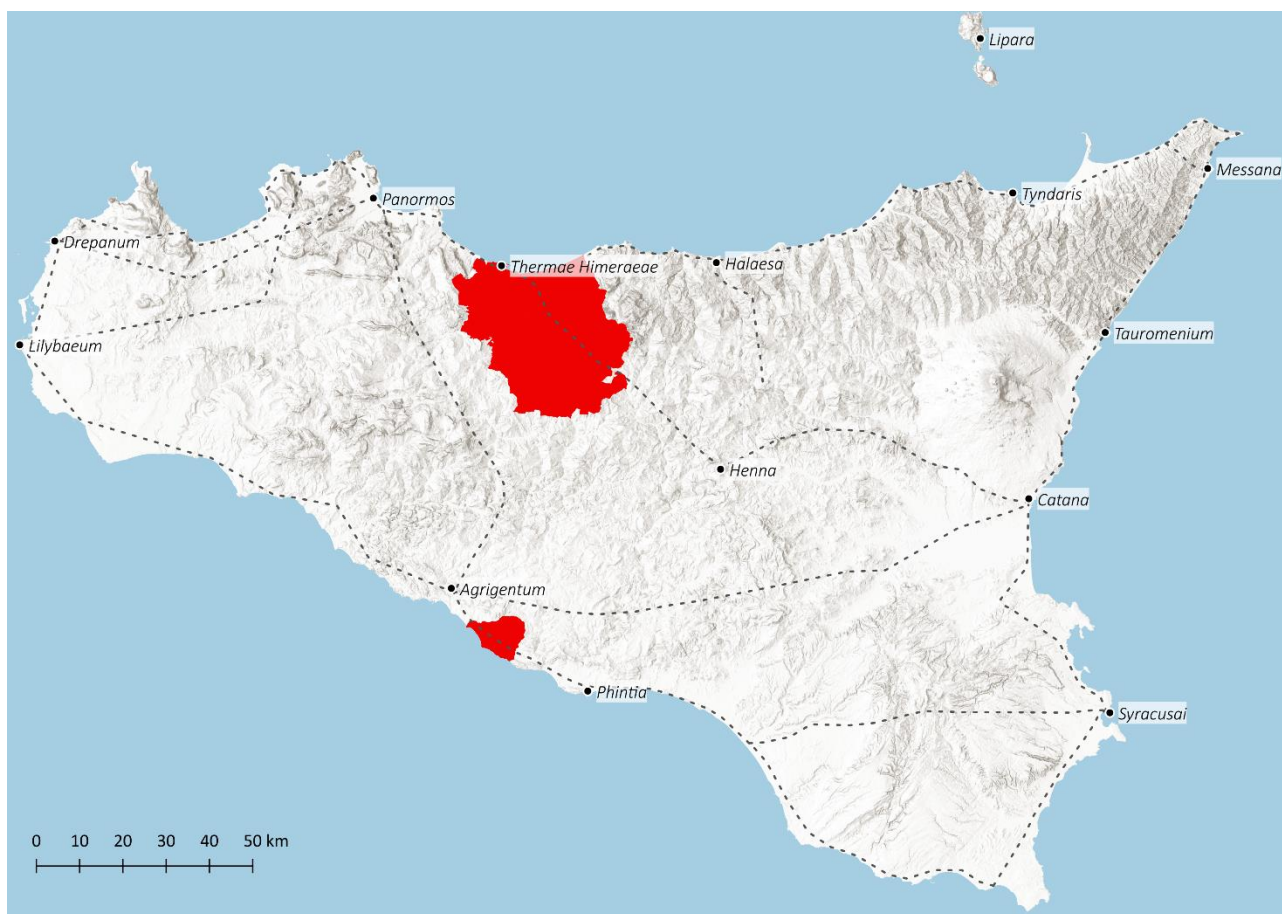 Lipara
Messana
Tyndaris
Panormos
Drepanum
Thermae Himeraeae
Halaesa
Tauromenium
Lilybaeum
Henna
Catana
Agrigentum
Phintia
Syracusai
0 10 20 30 40 50 km